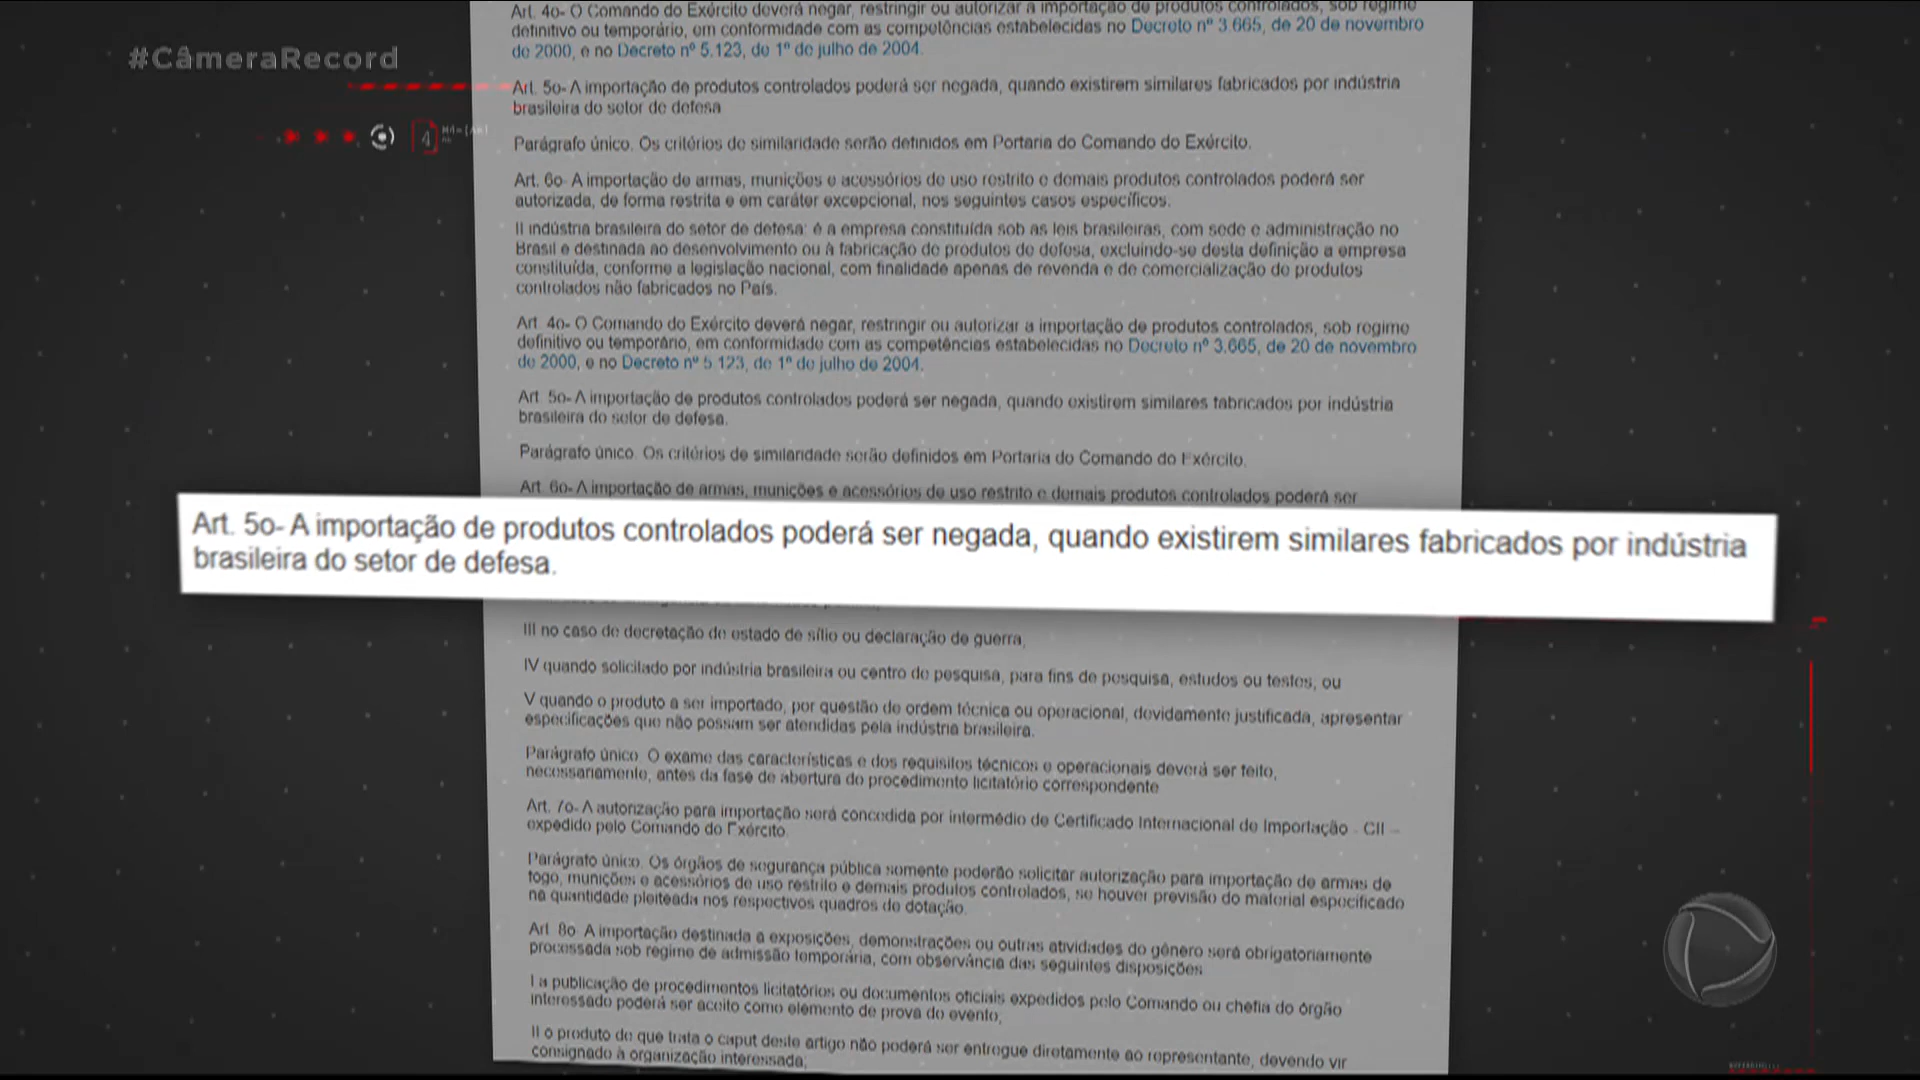 #CâmeraRecord
Art. 4o- O Comando do Exército deverá negar, restringir ou autorizar a importação de produtos controlados, sob regime
definitivo ou temporário, em conformidade com as competências estabelecidas no Decreto nº 3.665, de 20 de novembro
de 2000, e no Decreto nº 5.123, de 1º de julho de 2004.
Art. 5o- A importação de produtos controlados poderá ser negada, quando existirem similares fabricados por indústria
brasileira do setor de defesa
4
Parágrafo único. Os critérios de similaridade serão definidos em Portaria do Comando do Exército.
Art. 6o- A importação de armas, munições e acessórios de uso restrito e demais produtos controlados poderá ser
autorizada, de forma restrita e em caráter excepcional, nos seguintes casos específicos.
II indústria brasileira do setor de defesa: é a empresa constituída sob as leis brasileiras, com sede e administração no
Brasil e destinada ao desenvolvimento ou à fabricação de produtos de defesa, excluindo-se desta definição a empresa
constituída, conforme a legislação nacional, com finalidade apenas de revenda e de comercialização de produtos
controlados não fabricados no País.
Art. 4o- O Comando do Exército deverá negar, restringir ou autorizar a importação de produtos controlados, sob regime
definitivo ou temporário, em conformidade com as competências estabelecidas no Decreto nº 3.665, de 20 de novembro
de 2000, e no Decreto nº 5.123, de 1º de julho de 2004.
Art. 5o- A importação de produtos controlados poderá ser negada, quando existirem similares fabricados por indústria
brasileira do setor de defesa.
Parágrafo único. Os critérios de similaridade serão definidos em Portaria do Comando do Exército.
Art. 6o- A importação de armas, munições e acessórios de uso restrito e demais produtos controlados poderá ser
Art. 5o- A importação de produtos controlados poderá ser negada, quando existirem similares fabricados por indústria
brasileira do setor de defesa.
III no caso de decretação de estado de sítio ou declaração de guerra,
IV quando solicitado por indústria brasileira ou centro de pesquisa, para fins de pesquisa, estudos ou testes, ou
V quando o produto a ser importado, por questão de ordem técnica ou operacional, devidamente justificada, apresentar
especificações que não possam ser atendidas pela indústria brasileira.
Parágrafo único. O exame das características e dos requisitos técnicos e operacionais deverá ser feito,
necessariamente, antes da fase de abertura do procedimento licitatório correspondente
Art. 7o- A autorização para importação será concedida por intermédio de Certificado Internacional de Importação - CII –
expedido pelo Comando do Exército.
Parágrafo único. Os órgãos de segurança pública somente poderão solicitar autorização para importação de armas de
fogo, munições e acessórios de uso restrito e demais produtos controlados, se houver previsão do material especificado
na quantidade pleiteada nos respectivos quadros de dotação.
Art. 8o A importação destinada a exposições, demonstrações ou outras atividades do gênero será obrigatoriamente
processada sob regime de admissão temporária, com observância das seguintes disposições
I a publicação de procedimentos licitatórios ou documentos oficiais expedidos pelo Comando ou chefia do órgão
interessado poderá ser aceito como elemento de prova do evento;
II o produto de que trata o caput deste artigo não poderá ser entregue diretamente ao representante, devendo vir
consignado à organização interessada;